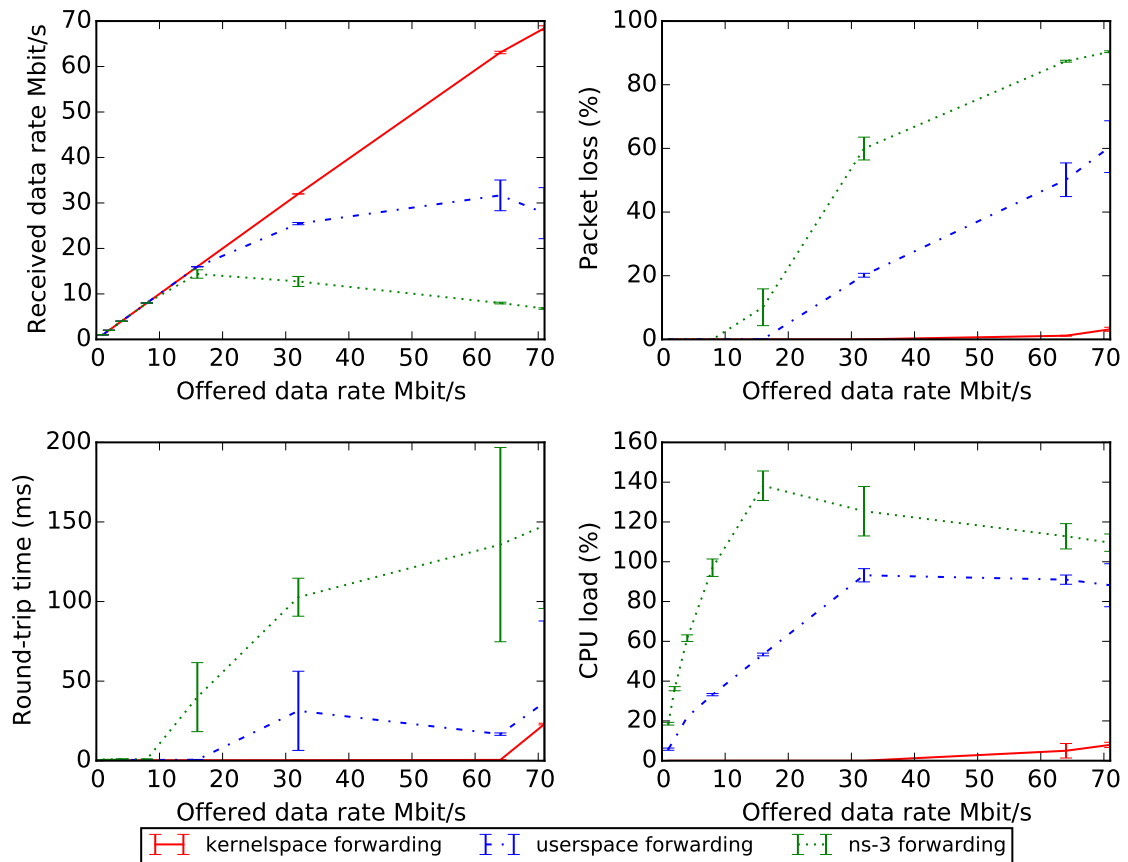 70
60
50
40
30
20
10
0
Received data rate Mbit/s
0 10 20 30 40 50 60 70
Offered data rate Mbit/s
100
80
60
40
20
0
Packet loss (%)
0 10 20 30 40 50 60 70
Offered data rate Mbit/s
200
150
100
50
0
Round-trip time (ms)
0 10 20 30 40 50 60 70
Offered data rate Mbit/s
160
140
120
100
80
60
40
20
0
CPU load (%)
0 10 20 30 40 50 60 70
Offered data rate Mbit/s
kernelspace forwarding userspace forwarding ns-3 forwarding